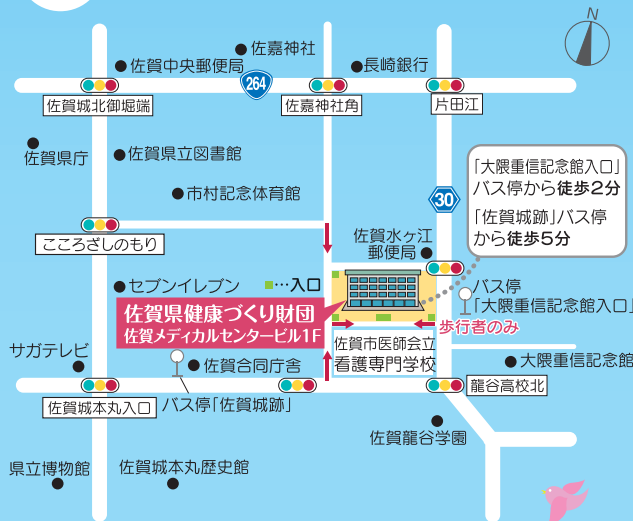 N
佐嘉神社
佐賀中央郵便局
長崎銀行
264
佐賀城北御堀端
佐嘉神社角
片田江
佐賀県庁
佐賀県立図書館
「大隈重信記念館入口」
バス停から徒歩2分
「佐賀城跡」バス停
から徒歩5分
市村記念体育館
30
こころざしのもり
佐賀水ヶ江
郵便局
セブンイレブン
…入口
バス停
「大隈重信記念館入口」
佐賀県健康づくり財団
佐賀メディカルセンタービル1F
歩行者のみ
佐賀市医師会立
看護専門学校
サガテレビ
佐賀合同庁舎
大隈重信記念館
佐賀城本丸入口
バス停「佐賀城跡」
龍谷高校北
佐賀龍谷学園
県立博物館
佐賀城本丸歴史館